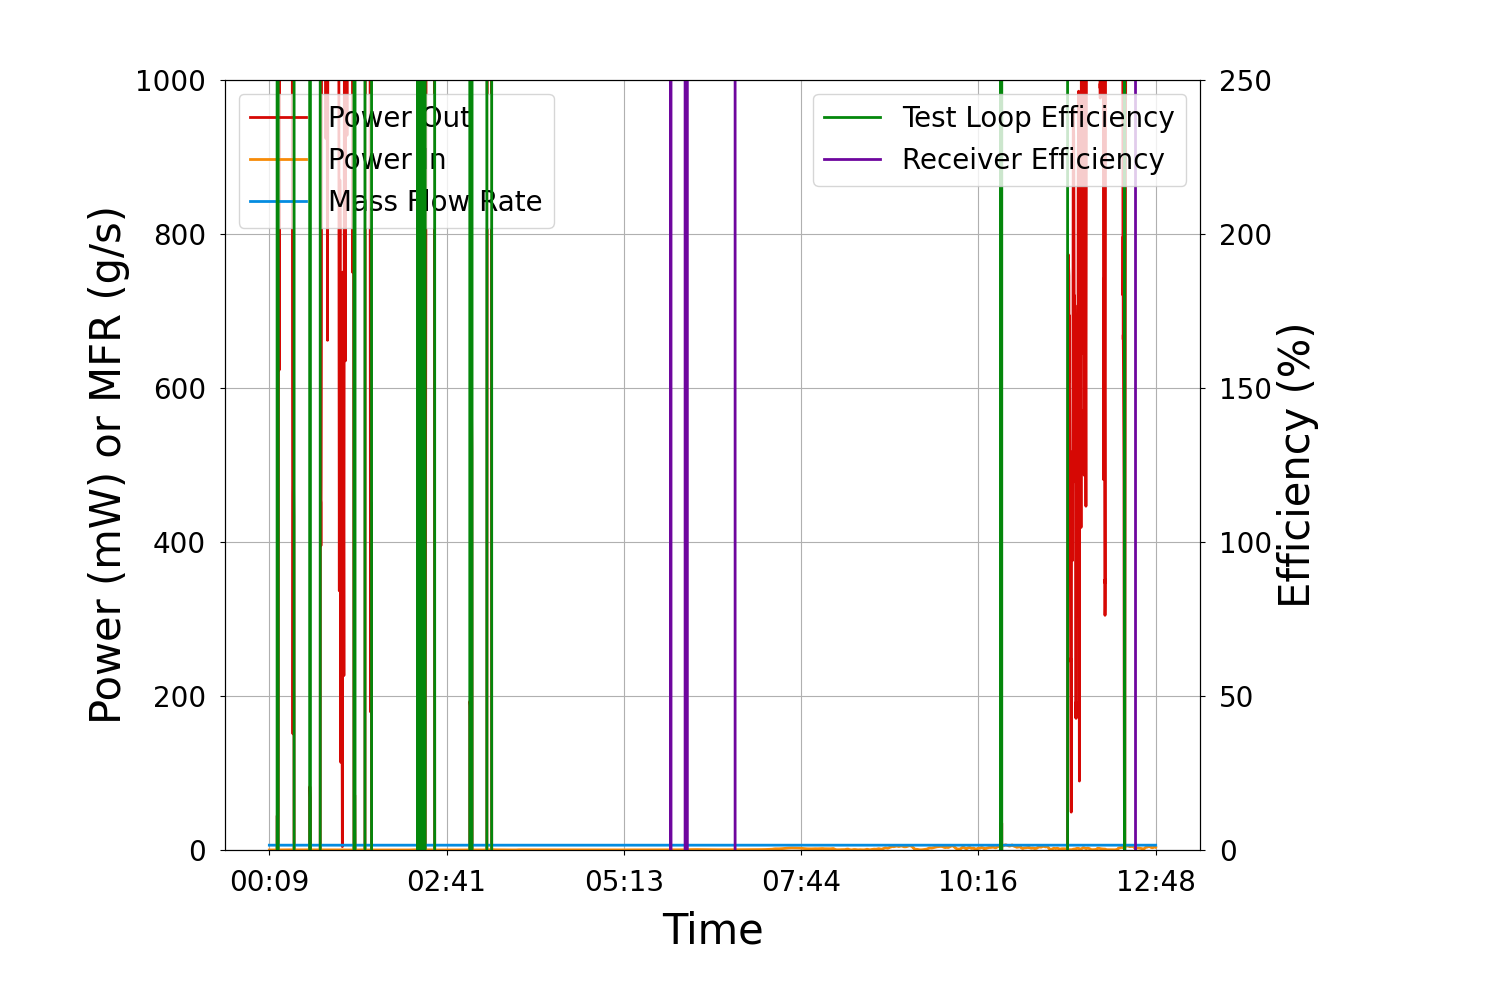 1000
800
600
400
200
0
Power (mW) or MFR (g/s)
Power Out
Power In
Mass Flow Rate
Test Loop Efficiency
Receiver Efficiency
250
200
150
100
50
0
Efficiency (%)
00:09 02:41 05:13 07:44 10:16 12:48
Time